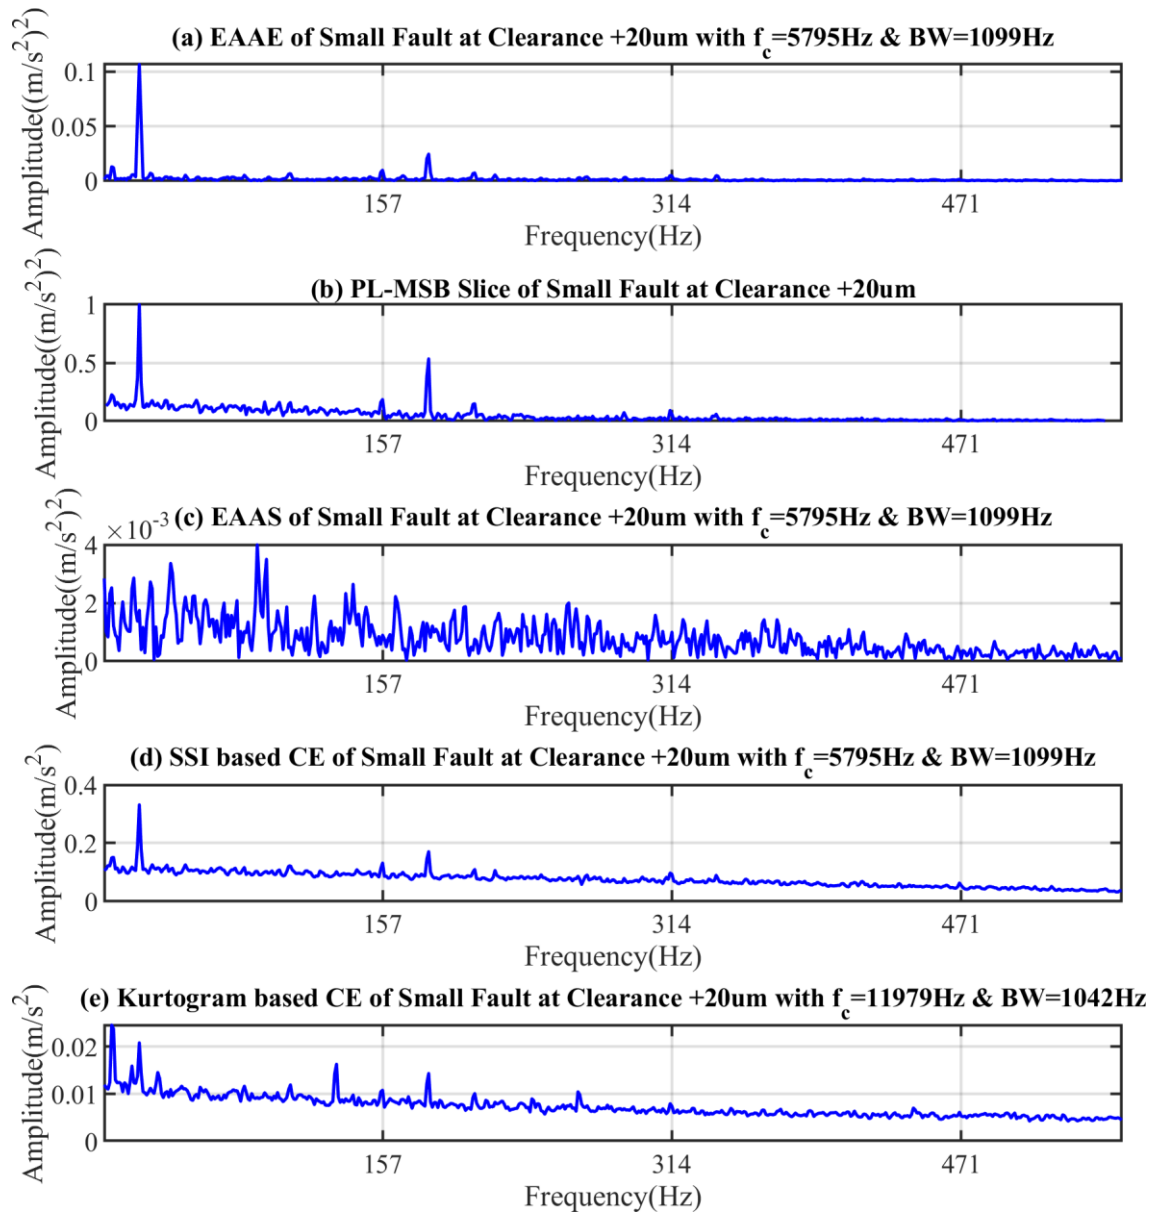 (a) EAAE of Small Fault at Clearance +20um with f_c=5795Hz & BW=1099Hz
Amplitude((m/s²)²)
0.1
0.05
0
157 314 471
Frequency(Hz)
(b) PL-MSB Slice of Small Fault at Clearance +20um
Amplitude((m/s²)²)
1
0.5
0
157 314 471
Frequency(Hz)
×10⁻³ (c) EAAS of Small Fault at Clearance +20um with f_c=5795Hz & BW=1099Hz
Amplitude((m/s²)²)
4
2
0
157 314 471
Frequency(Hz)
(d) SSI based CE of Small Fault at Clearance +20um with f_c=5795Hz & BW=1099Hz
Amplitude(m/s²)
0.4
0.2
0
157 314 471
Frequency(Hz)
(e) Kurtogram based CE of Small Fault at Clearance +20um with f_c=11979Hz & BW=1042Hz
Amplitude(m/s²)
0.02
0.01
0
157 314 471
Frequency(Hz)